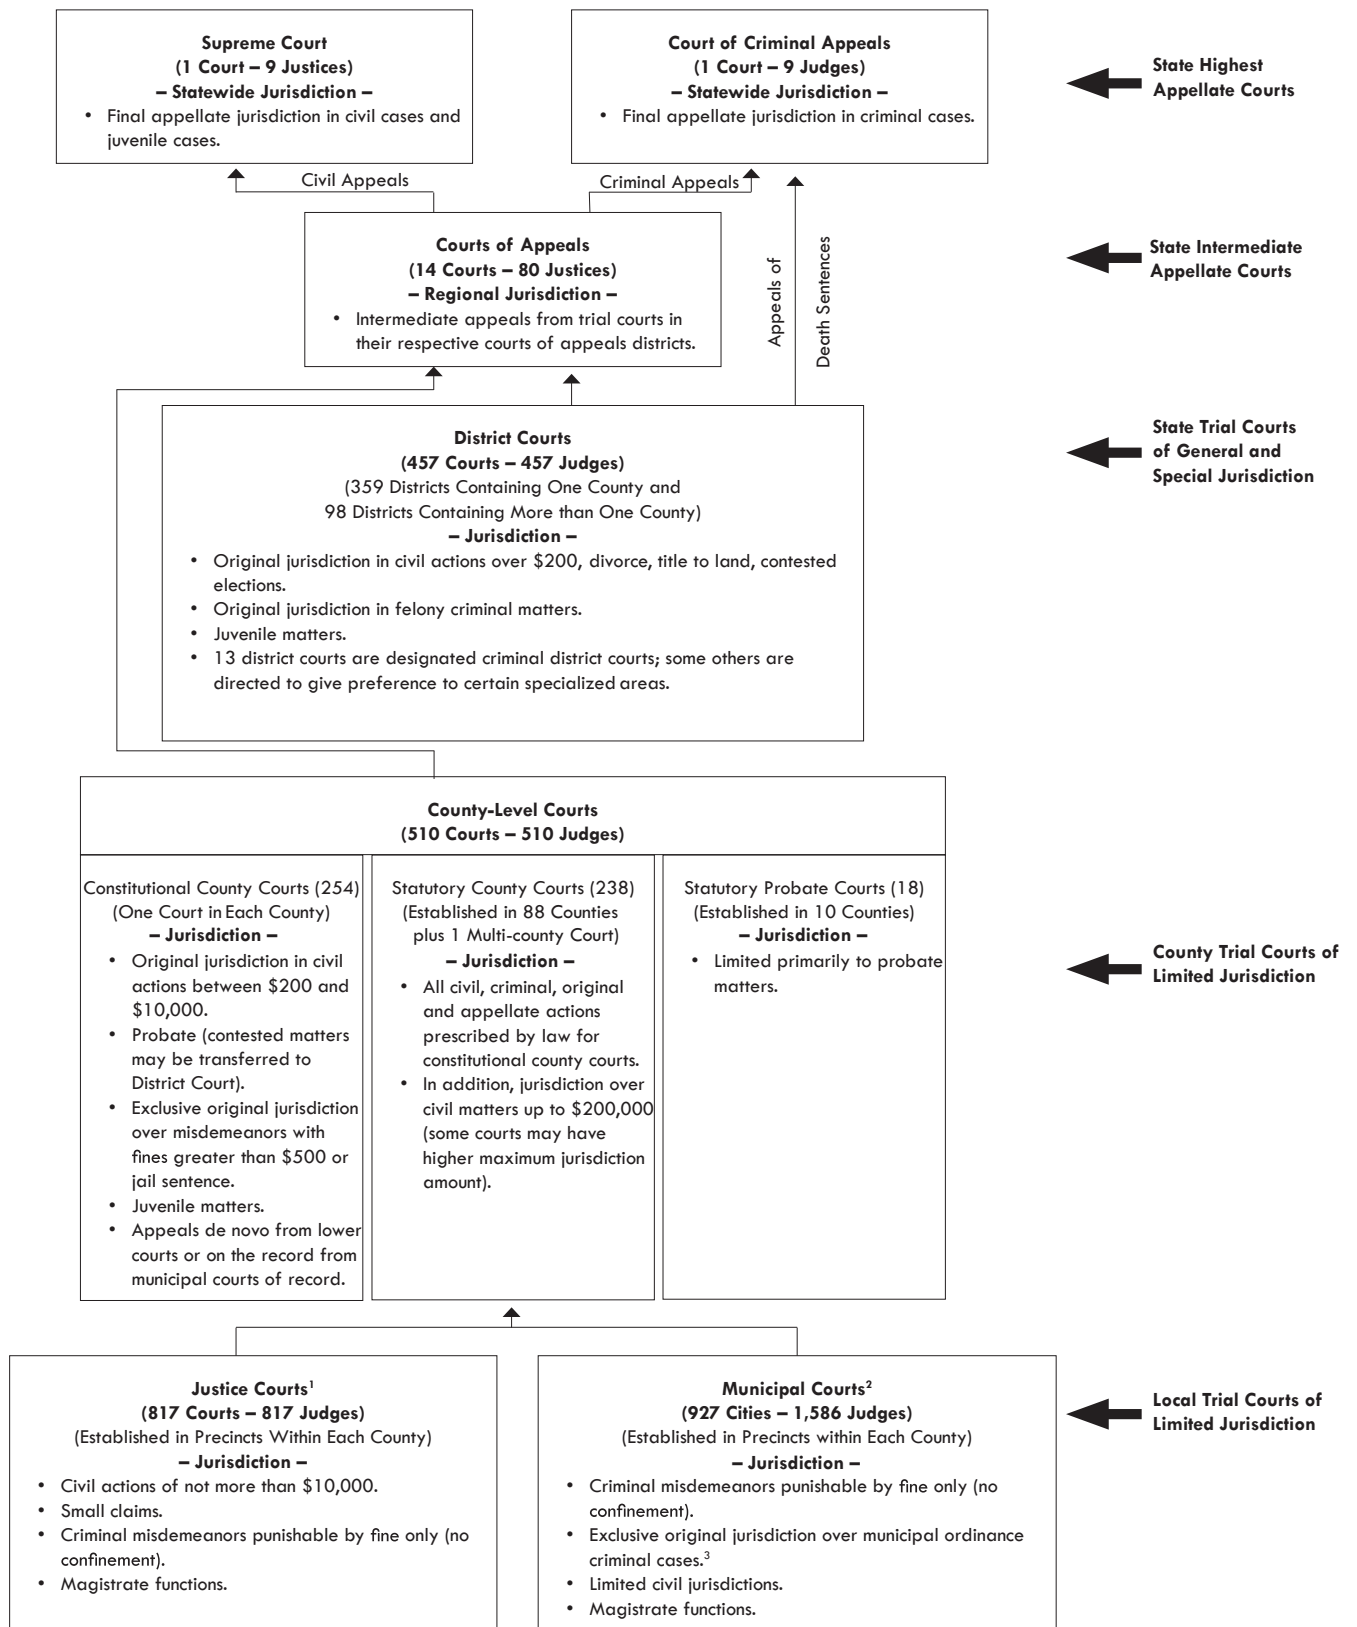 Supreme Court
(1 Court – 9 Justices)
– Statewide Jurisdiction –
• Final appellate jurisdiction in civil cases and
juvenile cases.
Court of Criminal Appeals
(1 Court – 9 Judges)
– Statewide Jurisdiction –
• Final appellate jurisdiction in criminal cases.
State Highest
Appellate Courts
Civil Appeals
Criminal Appeals
Courts of Appeals
(14 Courts – 80 Justices)
– Regional Jurisdiction –
• Intermediate appeals from trial courts in
their respective courts of appeals districts.
Appeals of
Death Sentences
State Intermediate
Appellate Courts
District Courts
(457 Courts – 457 Judges)
(359 Districts Containing One County and
98 Districts Containing More than One County)
– Jurisdiction –
• Original jurisdiction in civil actions over $200, divorce, title to land, contested
elections.
• Original jurisdiction in felony criminal matters.
• Juvenile matters.
• 13 district courts are designated criminal district courts; some others are
directed to give preference to certain specialized areas.
State Trial Courts
of General and
Special Jurisdiction
County-Level Courts
(510 Courts – 510 Judges)
Constitutional County Courts (254)
(One Court in Each County)
– Jurisdiction –
• Original jurisdiction in civil
actions between $200 and
$10,000.
• Probate (contested matters
may be transferred to
District Court).
• Exclusive original jurisdiction
over misdemeanors with
fines greater than $500 or
jail sentence.
• Juvenile matters.
• Appeals de novo from lower
courts or on the record from
municipal courts of record.
Statutory County Courts (238)
(Established in 88 Counties
plus 1 Multi-county Court)
– Jurisdiction –
• All civil, criminal, original
and appellate actions
prescribed by law for
constitutional county courts.
• In addition, jurisdiction over
civil matters up to $200,000
(some courts may have
higher maximum jurisdiction
amount).
Statutory Probate Courts (18)
(Established in 10 Counties)
– Jurisdiction –
• Limited primarily to probate
matters.
County Trial Courts of
Limited Jurisdiction
Justice Courts¹
(817 Courts – 817 Judges)
(Established in Precincts Within Each County)
– Jurisdiction –
• Civil actions of not more than $10,000.
• Small claims.
• Criminal misdemeanors punishable by fine only (no
confinement).
• Magistrate functions.
Municipal Courts²
(927 Cities – 1,586 Judges)
(Established in Precincts within Each County)
– Jurisdiction –
• Criminal misdemeanors punishable by fine only (no
confinement).
• Exclusive original jurisdiction over municipal ordinance
criminal cases.³
• Limited civil jurisdictions.
• Magistrate functions.
Local Trial Courts of
Limited Jurisdiction